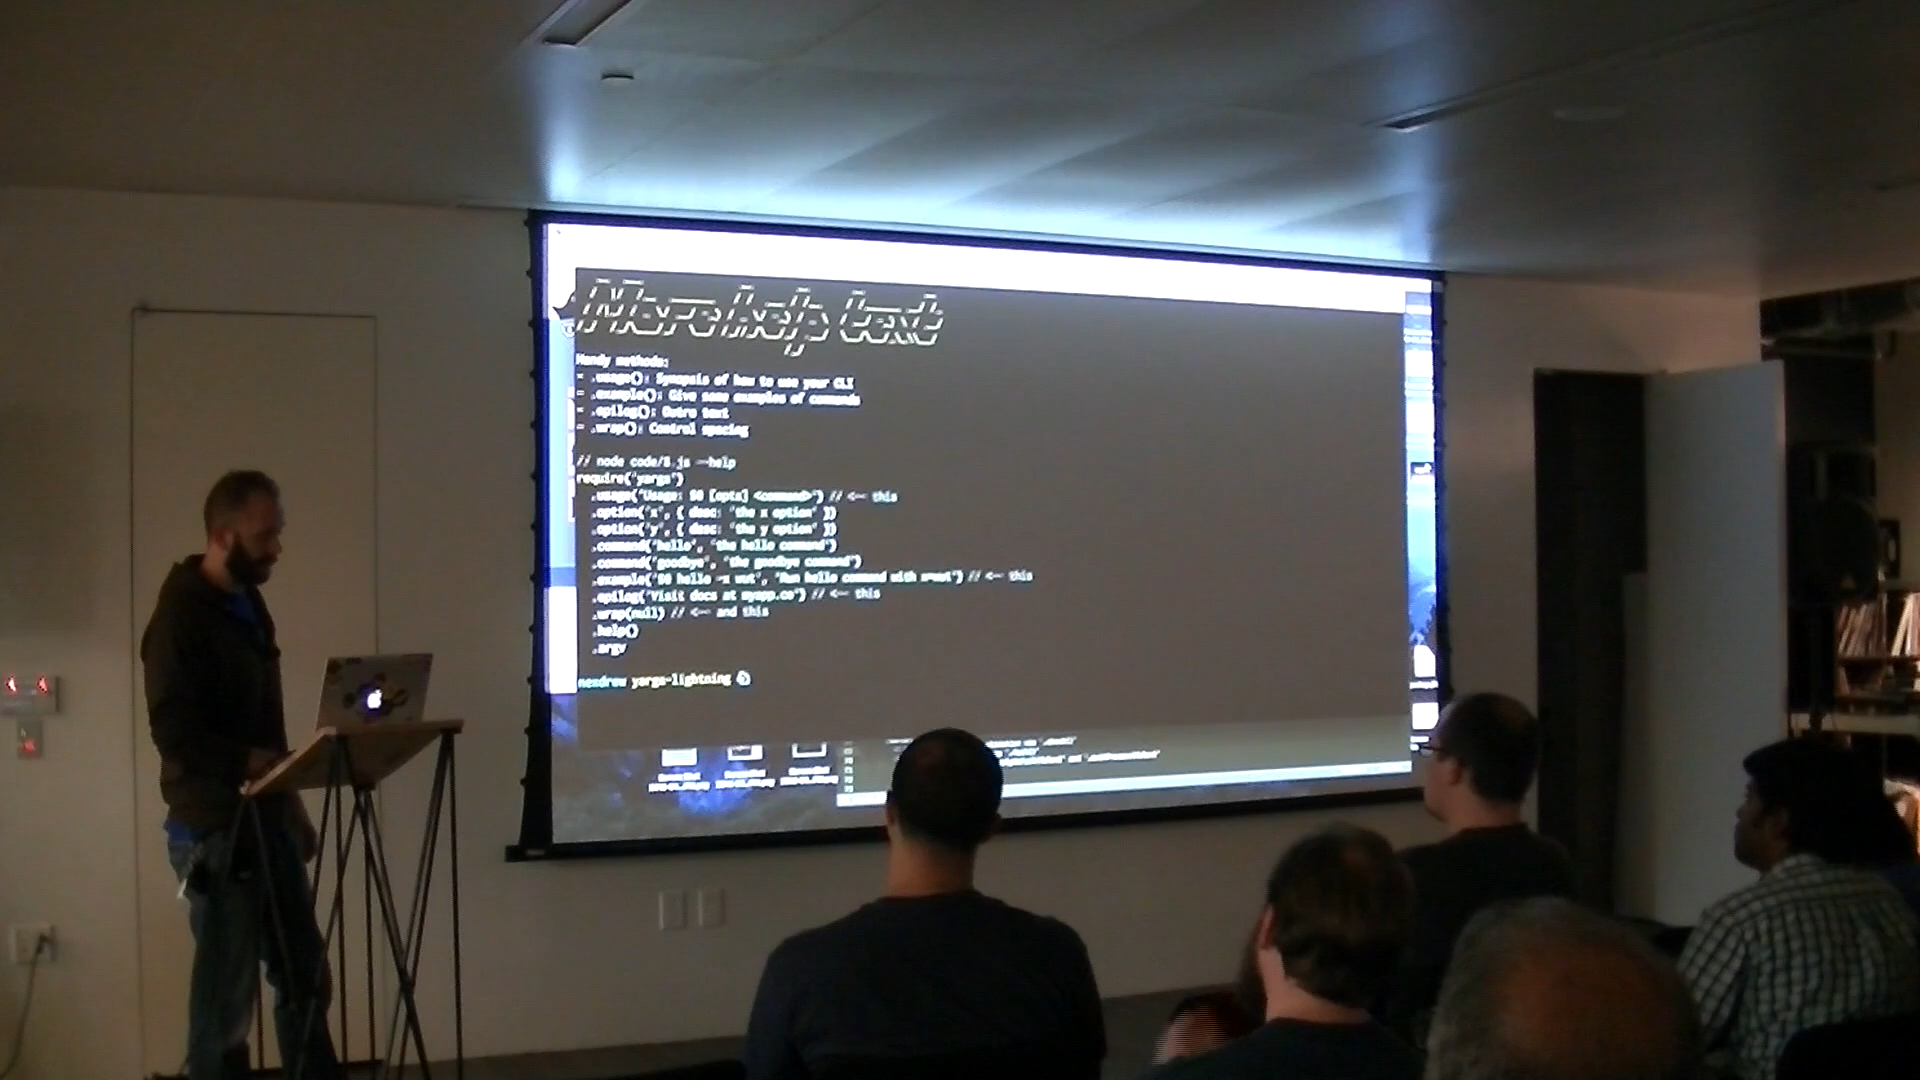 More help text
Handy methods:
- .usage(): Synopsis of how to use your CLI
- .example(): Give some examples of commands
- .epilog(): Outro text
- .wrap(): Control spacing
// node code/8.js --help
require('yargs')
.usage('Usage: $0 [opts] <command>') // <-- this
.option('x', { desc: 'the x option' })
.option('y', { desc: 'the y option' })
.command('hello', 'the hello command')
.command('goodbye', 'the goodbye command')
.example('$0 hello -x wut', 'Run hello command with x=wut') // <-- this
.epilog('Visit docs at myapp.co') // <-- this
.wrap(null) // <-- and this
.help()
.argv
nexdrew yargs-lightning